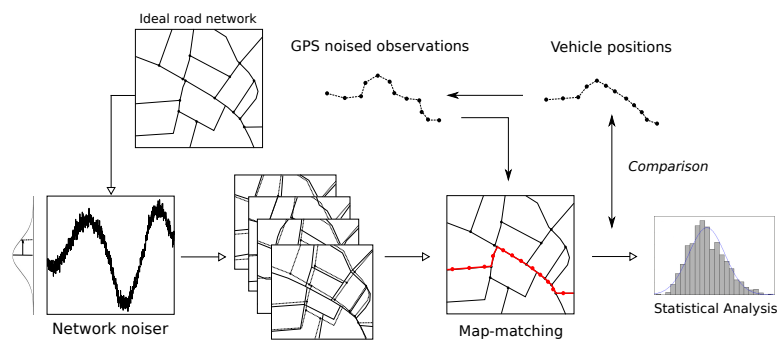 Ideal road network
GPS noised observations
Vehicle positions
Comparison
Network noiser
Map-matching
Statistical Analysis